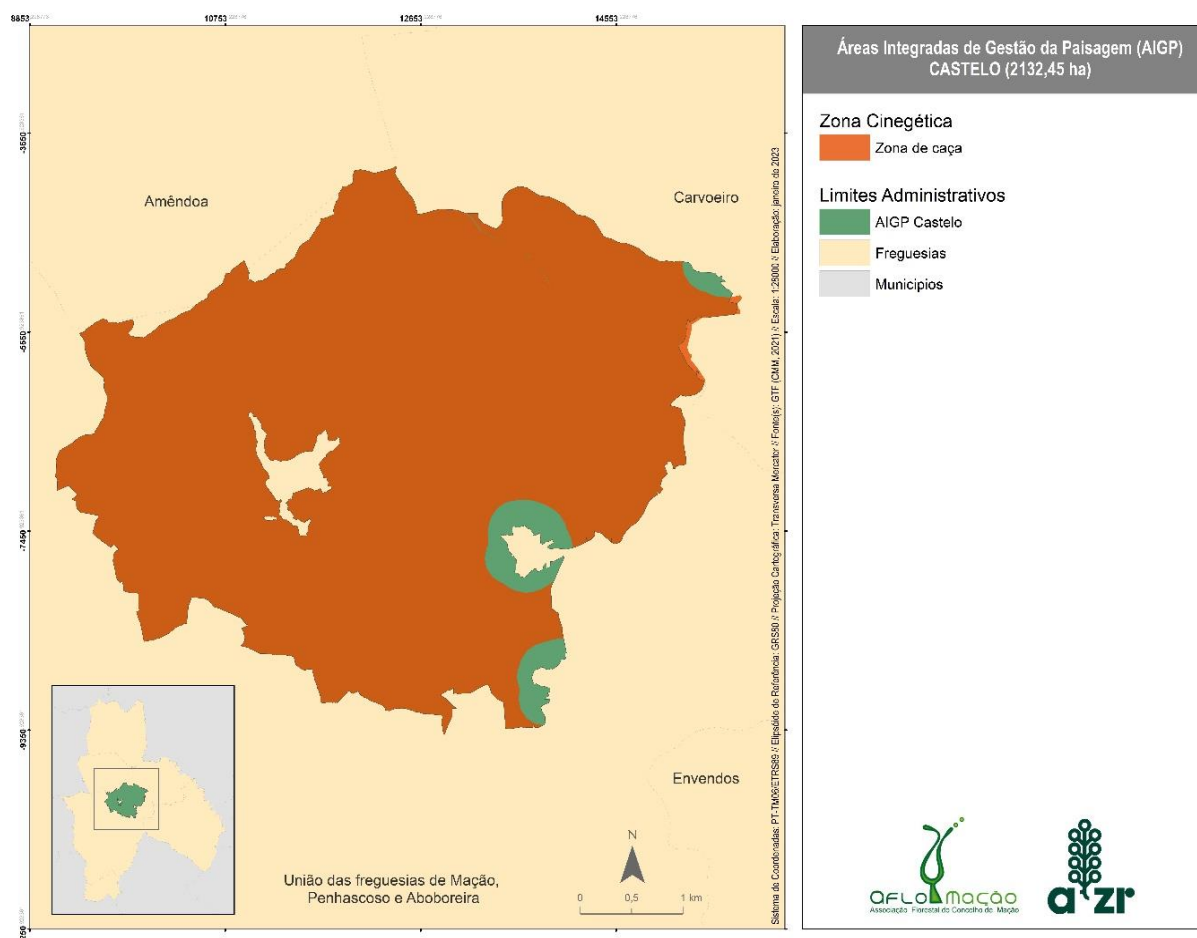 8853
10753
12653
14553
-3550
-5550
-7450
-9350
Amêndoa
Carvoeiro
Envendos
União das freguesias de Mação,
Penhascoso e Aboboreira
N
0 0,5 1 km
Sistema de Coordenadas: PT-TM06/ETRS89 // Elipsóide de Referência: GRS80 // Projeção Cartográfica: Transversa Mercator // Fonte(s): GTF (CMM, 2021) // Escala: 1:28000 // Elaboração: janeiro de 2023
Áreas Integradas de Gestão da Paisagem (AIGP)
CASTELO (2132,45 ha)
Zona Cinegética
Zona de caça
Limites Administrativos
AIGP Castelo
Freguesias
Municípios
aFLOMação
Associação Florestal do Concelho de Mação
aZR